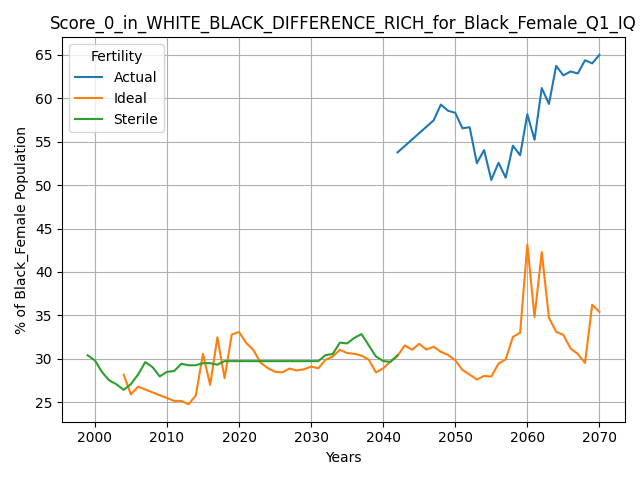 Score_0_in_WHITE_BLACK_DIFFERENCE_RICH_for_Black_Female_Q1_IQ
Fertility
Actual
Ideal
Sterile
% of Black_Female Population
65
60
55
50
45
40
35
30
25
2000 2010 2020 2030 2040 2050 2060 2070
Years